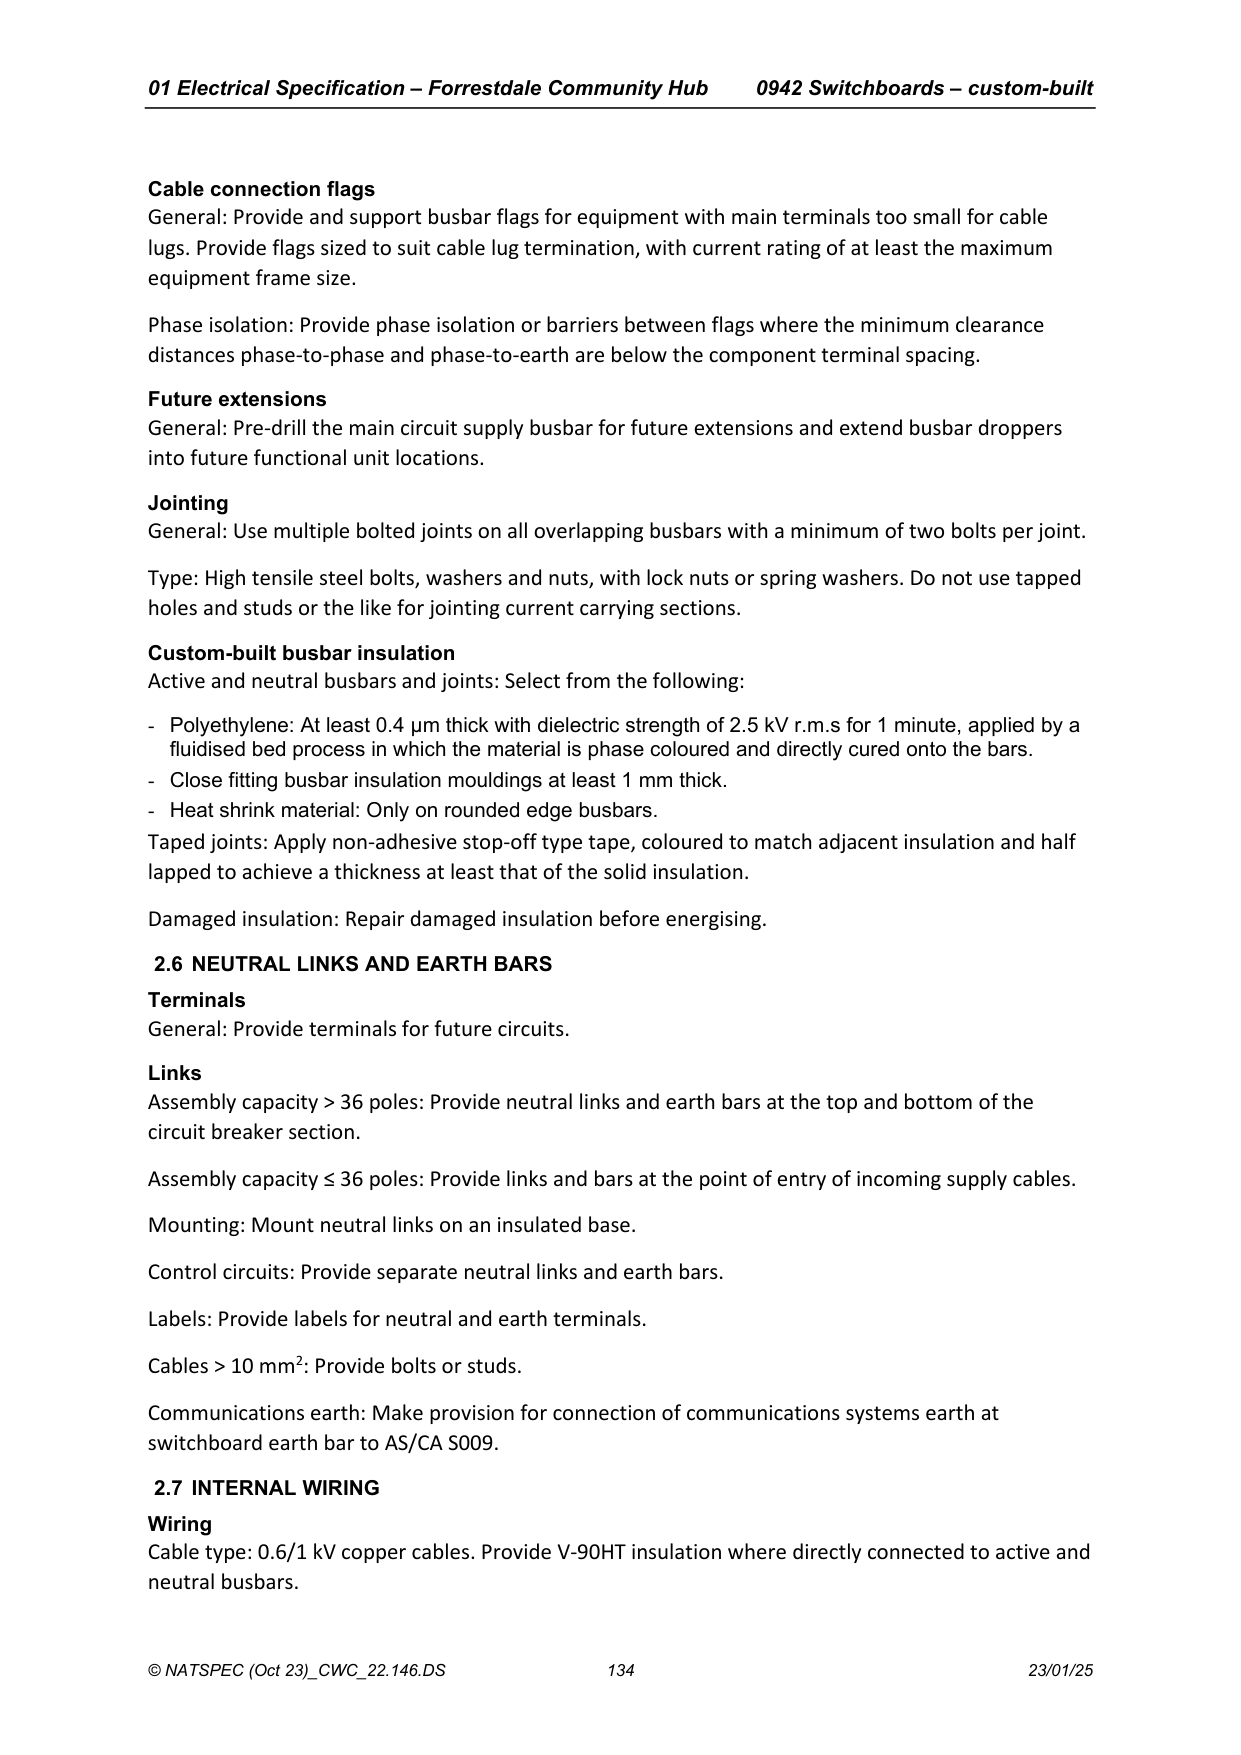 01 Electrical Specification – Forrestdale Community Hub 0942 Switchboards – custom-built
Cable connection flags
General: Provide and support busbar flags for equipment with main terminals too small for cable
lugs. Provide flags sized to suit cable lug termination, with current rating of at least the maximum
equipment frame size.
Phase isolation: Provide phase isolation or barriers between flags where the minimum clearance
distances phase-to-phase and phase-to-earth are below the component terminal spacing.
Future extensions
General: Pre-drill the main circuit supply busbar for future extensions and extend busbar droppers
into future functional unit locations.
Jointing
General: Use multiple bolted joints on all overlapping busbars with a minimum of two bolts per joint.
Type: High tensile steel bolts, washers and nuts, with lock nuts or spring washers. Do not use tapped
holes and studs or the like for jointing current carrying sections.
Custom-built busbar insulation
Active and neutral busbars and joints: Select from the following:
- Polyethylene: At least 0.4 µm thick with dielectric strength of 2.5 kV r.m.s for 1 minute, applied by a
fluidised bed process in which the material is phase coloured and directly cured onto the bars.
- Close fitting busbar insulation mouldings at least 1 mm thick.
- Heat shrink material: Only on rounded edge busbars.
Taped joints: Apply non-adhesive stop-off type tape, coloured to match adjacent insulation and half
lapped to achieve a thickness at least that of the solid insulation.
Damaged insulation: Repair damaged insulation before energising.
2.6 NEUTRAL LINKS AND EARTH BARS
Terminals
General: Provide terminals for future circuits.
Links
Assembly capacity > 36 poles: Provide neutral links and earth bars at the top and bottom of the
circuit breaker section.
Assembly capacity ≤ 36 poles: Provide links and bars at the point of entry of incoming supply cables.
Mounting: Mount neutral links on an insulated base.
Control circuits: Provide separate neutral links and earth bars.
Labels: Provide labels for neutral and earth terminals.
Cables > 10 mm²: Provide bolts or studs.
Communications earth: Make provision for connection of communications systems earth at
switchboard earth bar to AS/CA S009.
2.7 INTERNAL WIRING
Wiring
Cable type: 0.6/1 kV copper cables. Provide V-90HT insulation where directly connected to active and
neutral busbars.
© NATSPEC (Oct 23)_CWC_22.146.DS 134 23/01/25